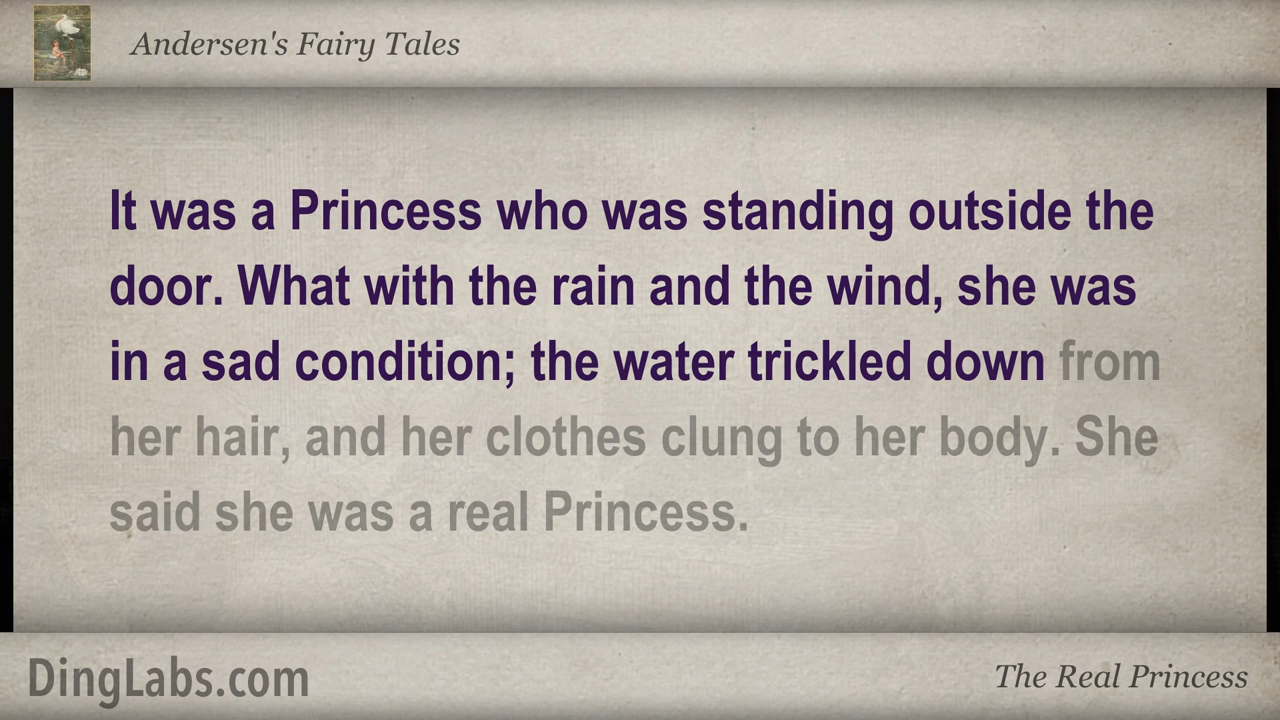 Andersen's Fairy Tales
It was a Princess who was standing outside the
door. What with the rain and the wind, she was
in a sad condition; the water trickled down from
her hair, and her clothes clung to her body. She
said she was a real Princess.
DingLabs.com
The Real Princess